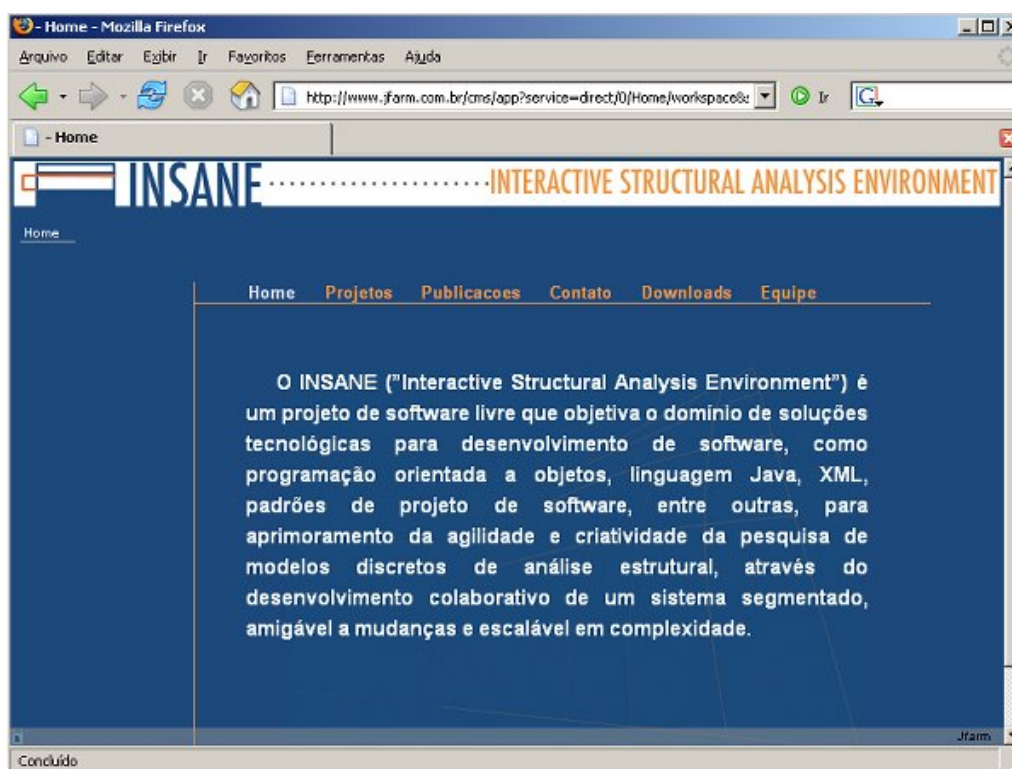 - Home - Mozilla Firefox
Arquivo Editar Exibir Ir Favoritos Ferramentas Ajuda
http://www.jfarm.com.br/cms/app?service=direct/0/Home/workspace& Ir G
- Home
INSANE ........................ INTERACTIVE STRUCTURAL ANALYSIS ENVIRONMENT
Home
Home Projetos Publicacoes Contato Downloads Equipe
O INSANE ("Interactive Structural Analysis Environment") é
um projeto de software livre que objetiva o domínio de soluções
tecnológicas para desenvolvimento de software, como
programação orientada a objetos, linguagem Java, XML,
padrões de projeto de software, entre outras, para
aprimoramento da agilidade e criatividade da pesquisa de
modelos discretos de análise estrutural, através do
desenvolvimento colaborativo de um sistema segmentado,
amigável a mudanças e escalável em complexidade.
Jfarm
Concluído